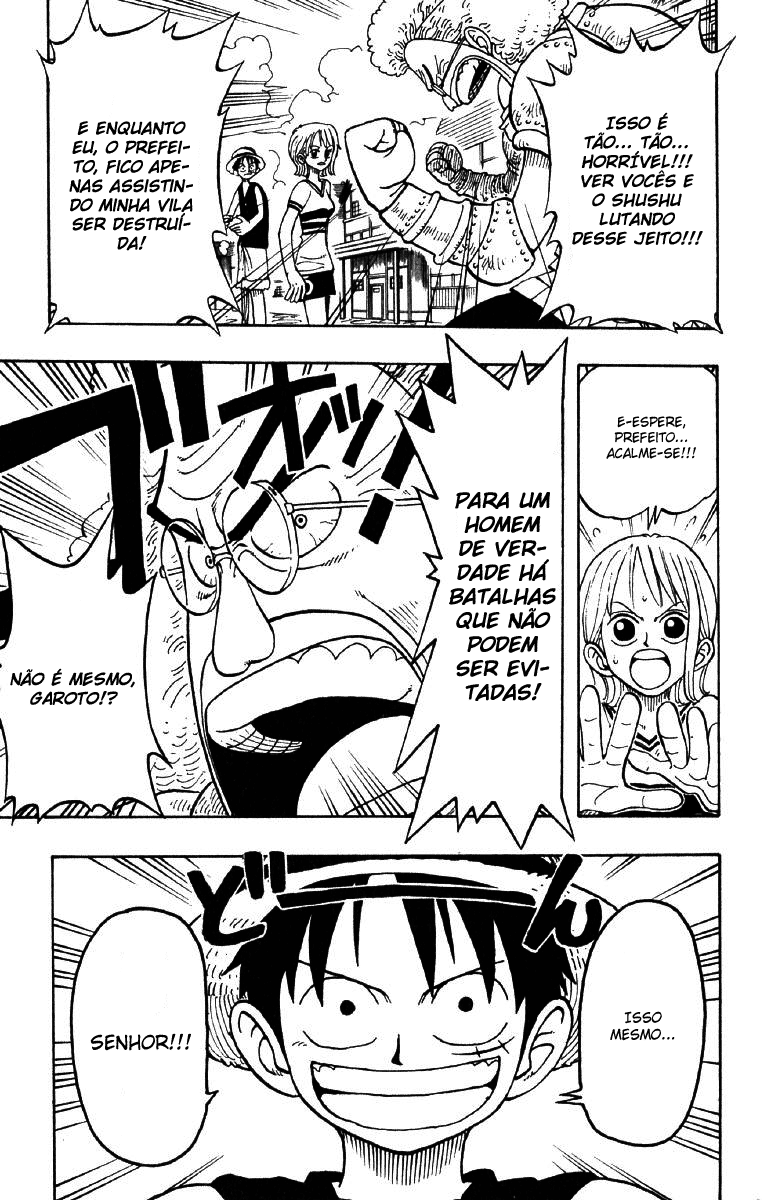 ISSO É
TÃO... TÃO...
HORRÍVEL!!!
VER VOCÊS E
O SHUSHU
LUTANDO
DESSE JEITO!!!
E ENQUANTO
EU, O PREFEI-
TO, FICO APE-
NAS ASSISTIN-
DO MINHA VILA
SER DESTRUÍ-
DA!
E-ESPERE,
PREFEITO...
ACALME-SE!!!
PARA UM
HOMEM
DE VER-
DADE HÁ
BATALHAS
QUE NÃO
PODEM
SER EVI-
TADAS!
NÃO É MESMO,
GAROTO!?
ISSO
MESMO...
SENHOR!!!
どん